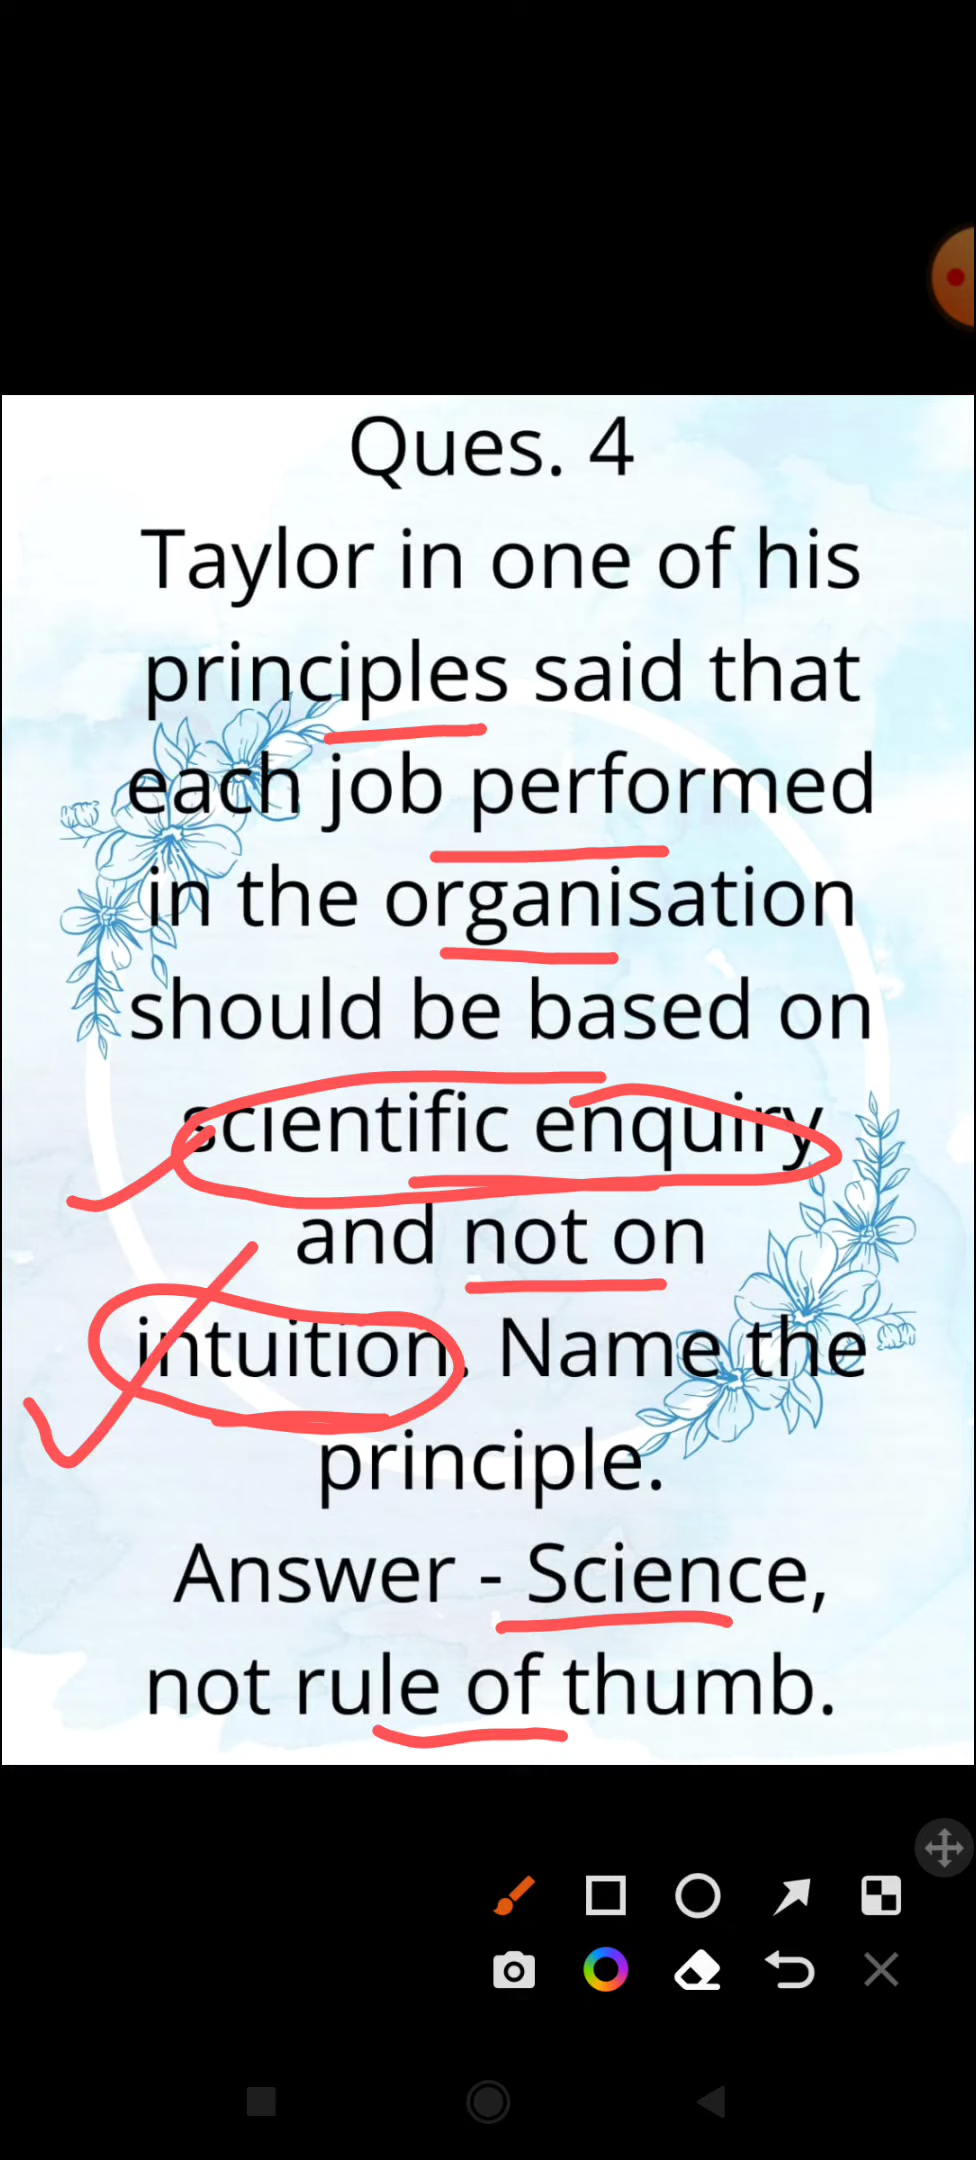 Ques. 4
Taylor in one of his
principles said that
each job performed
in the organisation
should be based on
scientific enquiry
and not on
intuition. Name the
principle.
Answer - Science,
not rule of thumb.